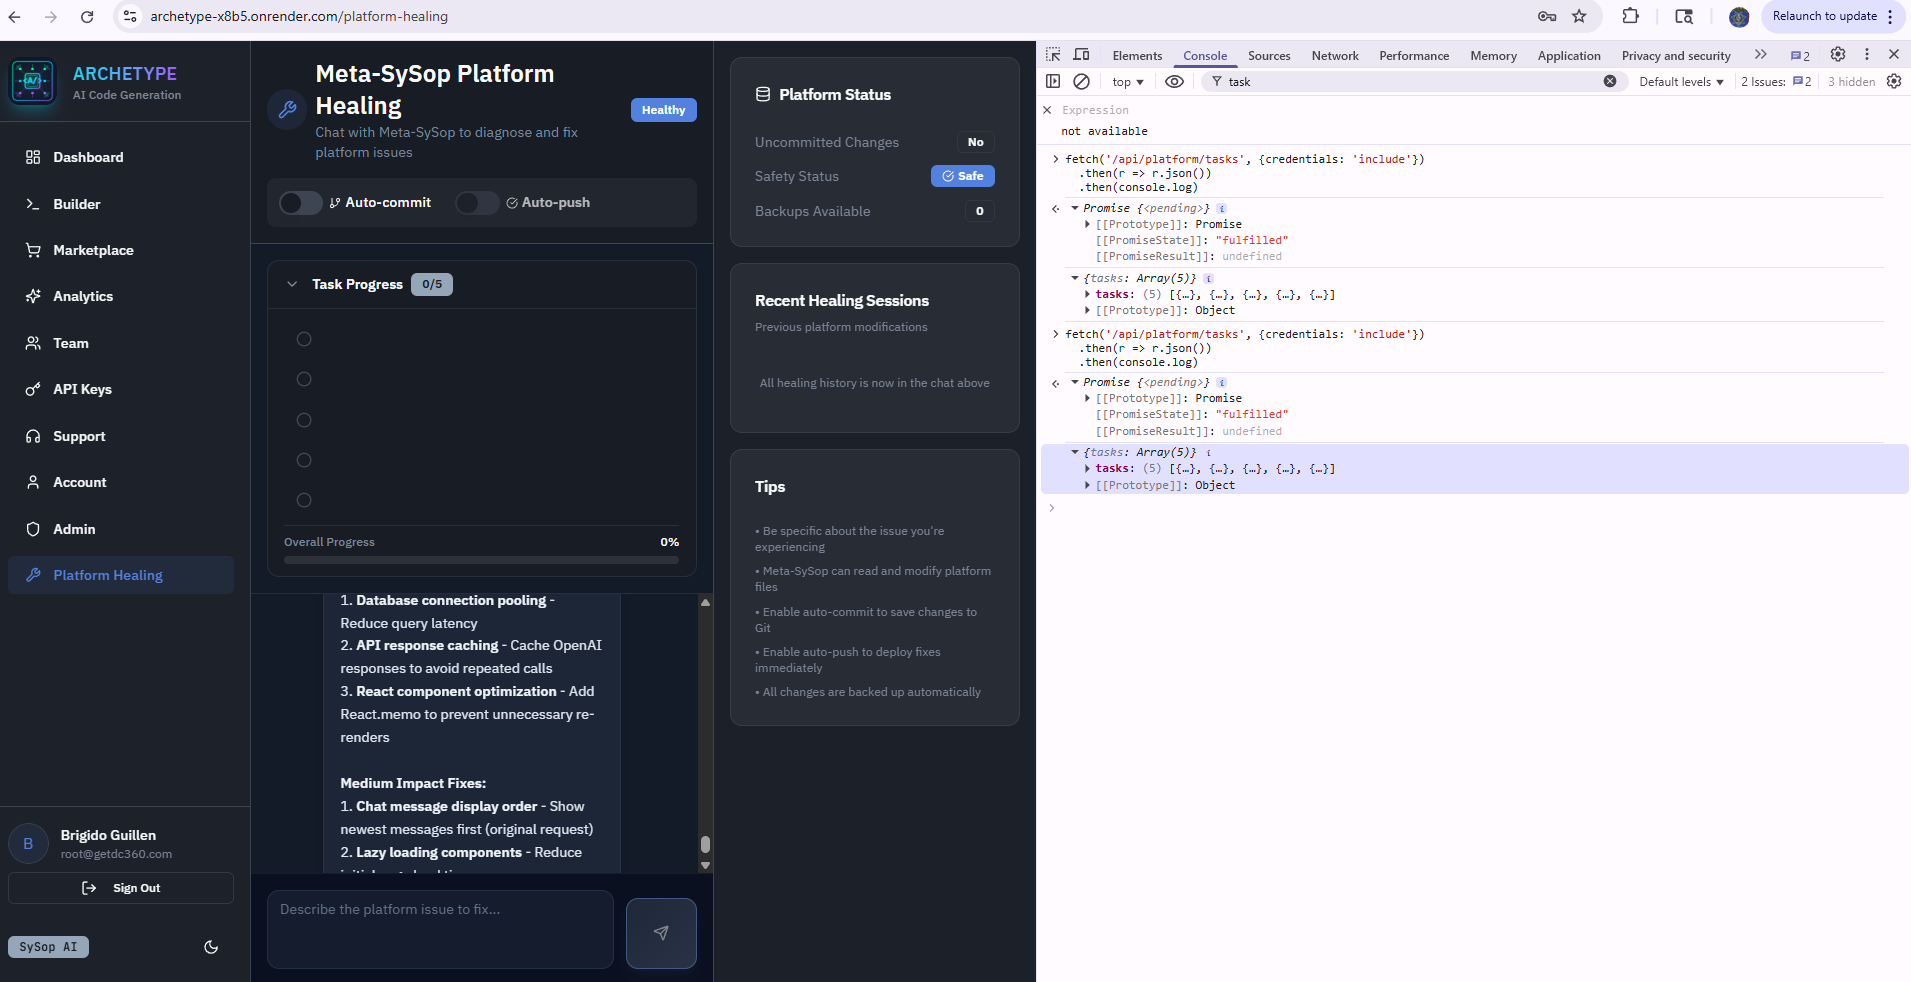 archetype-x8b5.onrender.com/platform-healing
Relaunch to update
ARCHETYPE
AI Code Generation
Dashboard
Builder
Marketplace
Analytics
Team
API Keys
Support
Account
Admin
Platform Healing
B
Brigido Guillen
root@getdc360.com
Sign Out
SySop AI
Meta-SySop Platform
Healing
Chat with Meta-SySop to diagnose and fix
platform issues
Healthy
Auto-commit
Auto-push
Task Progress 0/5
Overall Progress 0%
1. Database connection pooling -
Reduce query latency
2. API response caching - Cache OpenAI
responses to avoid repeated calls
3. React component optimization - Add
React.memo to prevent unnecessary re-
renders
Medium Impact Fixes:
1. Chat message display order - Show
newest messages first (original request)
2. Lazy loading components - Reduce
Describe the platform issue to fix...
Platform Status
Uncommitted Changes No
Safety Status Safe
Backups Available 0
Recent Healing Sessions
Previous platform modifications
All healing history is now in the chat above
Tips
• Be specific about the issue you're
experiencing
• Meta-SySop can read and modify platform
files
• Enable auto-commit to save changes to
Git
• Enable auto-push to deploy fixes
immediately
• All changes are backed up automatically
Elements Console Sources Network Performance Memory Application Privacy and security 2
top task Default levels 2 Issues: 2 3 hidden
Expression
not available
fetch('/api/platform/tasks', {credentials: 'include'})
.then(r => r.json())
.then(console.log)
Promise {<pending>} i
[[Prototype]]: Promise
[[PromiseState]]: "fulfilled"
[[PromiseResult]]: undefined
{tasks: Array(5)} i
tasks: (5) [{…}, {…}, {…}, {…}, {…}]
[[Prototype]]: Object
fetch('/api/platform/tasks', {credentials: 'include'})
.then(r => r.json())
.then(console.log)
Promise {<pending>} i
[[Prototype]]: Promise
[[PromiseState]]: "fulfilled"
[[PromiseResult]]: undefined
{tasks: Array(5)} i
tasks: (5) [{…}, {…}, {…}, {…}, {…}]
[[Prototype]]: Object